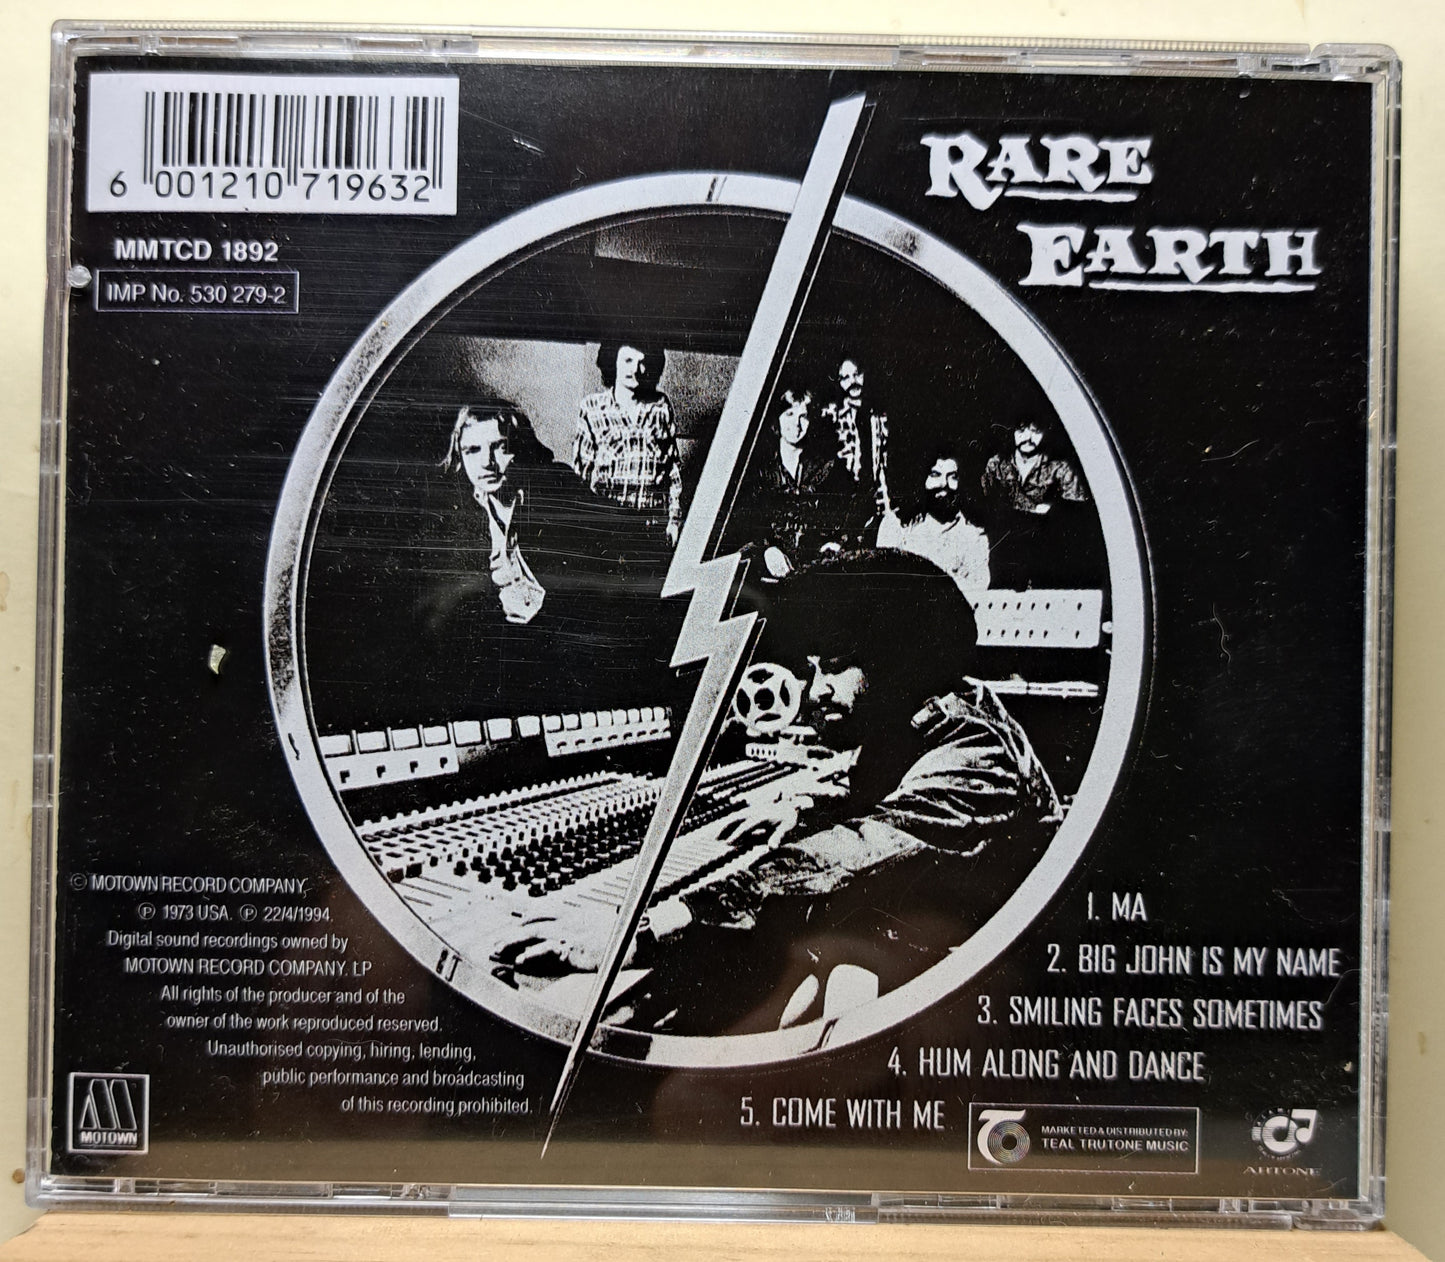 6 001210 719632
MMTCD 1892
IMP No. 530 279-2
RARE
EARTH
© MOTOWN RECORD COMPANY,
℗ 1973 USA. ℗ 22/4/1994.
Digital sound recordings owned by
MOTOWN RECORD COMPANY. LP
All rights of the producer and of the
owner of the work reproduced reserved.
Unauthorised copying, hiring, lending,
public performance and broadcasting
of this recording prohibited.
MOTOWN
1. MA
2. BIG JOHN IS MY NAME
3. SMILING FACES SOMETIMES
4. HUM ALONG AND DANCE
5. COME WITH ME
MARKETED & DISTRIBUTED BY:
TEAL TRUTONE MUSIC
ARTONE